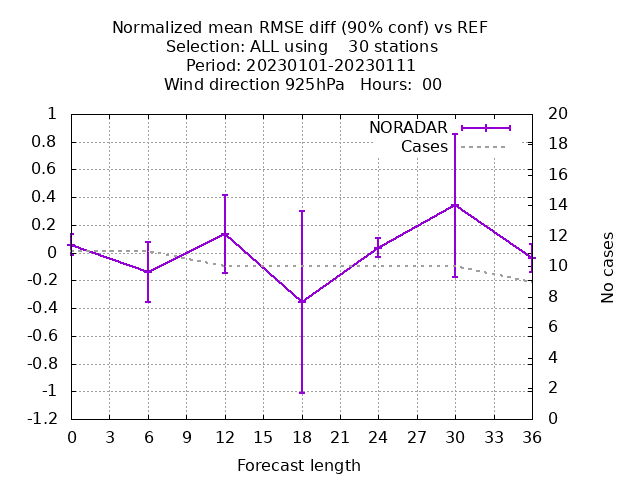 Normalized mean RMSE diff (90% conf) vs REF
Selection: ALL using    30 stations
Period: 20230101-20230111
Wind direction 925hPa   Hours:  00
NORADAR
Cases
1
0.8
0.6
0.4
0.2
0
-0.2
-0.4
-0.6
-0.8
-1
-1.2
20
18
16
14
12
10
8
6
4
2
0
No cases
0 3 6 9 12 15 18 21 24 27 30 33 36
Forecast length